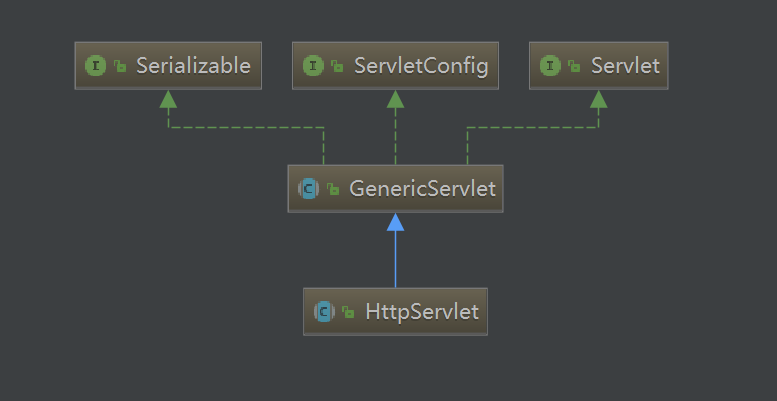 I Serializable
I ServletConfig
I Servlet
C GenericServlet
C HttpServlet